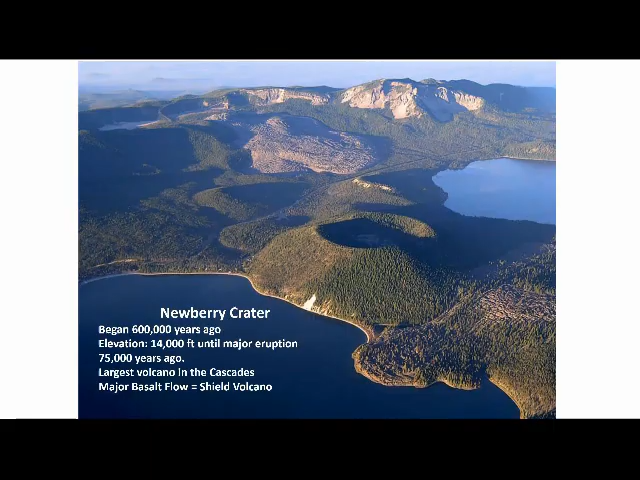 Newberry Crater
Began 600,000 years ago
Elevation: 14,000 ft until major eruption
75,000 years ago.
Largest volcano in the Cascades
Major Basalt Flow = Shield Volcano